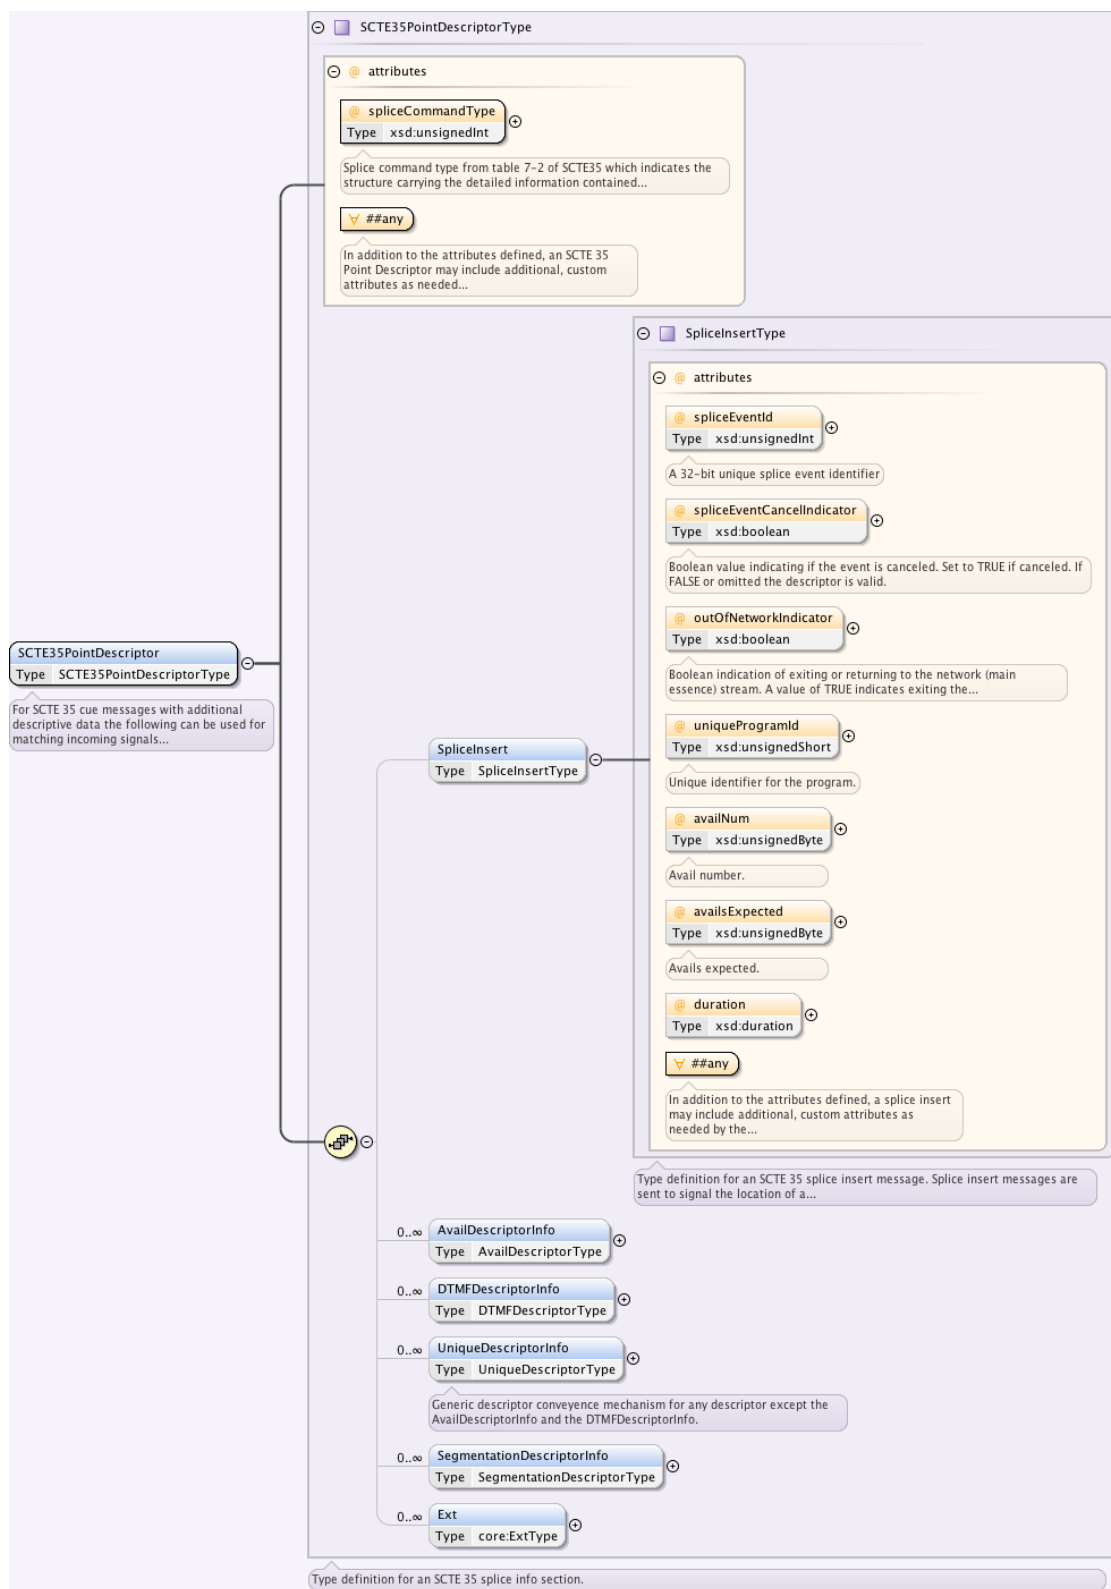 SCTE35PointDescriptorType
@ attributes
@ spliceCommandType
Type xsd:unsignedInt
Splice command type from table 7-2 of SCTE35 which indicates the
structure carrying the detailed information contained...
∀ ##any
In addition to the attributes defined, an SCTE 35
Point Descriptor may include additional, custom
attributes as needed...
SpliceInsertType
@ attributes
@ spliceEventId
Type xsd:unsignedInt
A 32-bit unique splice event identifier
@ spliceEventCancelIndicator
Type xsd:boolean
Boolean value indicating if the event is canceled. Set to TRUE if canceled. If
FALSE or omitted the descriptor is valid.
@ outOfNetworkIndicator
Type xsd:boolean
Boolean indication of exiting or returning to the network (main
essence) stream. A value of TRUE indicates exiting the...
SCTE35PointDescriptor
Type SCTE35PointDescriptorType
For SCTE 35 cue messages with additional
descriptive data the following can be used for
matching incoming signals...
@ uniqueProgramId
Type xsd:unsignedShort
Unique identifier for the program.
SpliceInsert
Type SpliceInsertType
@ availNum
Type xsd:unsignedByte
Avail number.
@ availsExpected
Type xsd:unsignedByte
Avails expected.
@ duration
Type xsd:duration
∀ ##any
In addition to the attributes defined, a splice insert
may include additional, custom attributes as
needed by the...
Type definition for an SCTE 35 splice insert message. Splice insert messages are
sent to signal the location of a...
0..∞ AvailDescriptorInfo
Type AvailDescriptorType
0..∞ DTMFDescriptorInfo
Type DTMFDescriptorType
0..∞ UniqueDescriptorInfo
Type UniqueDescriptorType
Generic descriptor conveyence mechanism for any descriptor except the
AvailDescriptorInfo and the DTMFDescriptorInfo.
0..∞ SegmentationDescriptorInfo
Type SegmentationDescriptorType
0..∞ Ext
Type core:ExtType
Type definition for an SCTE 35 splice info section.